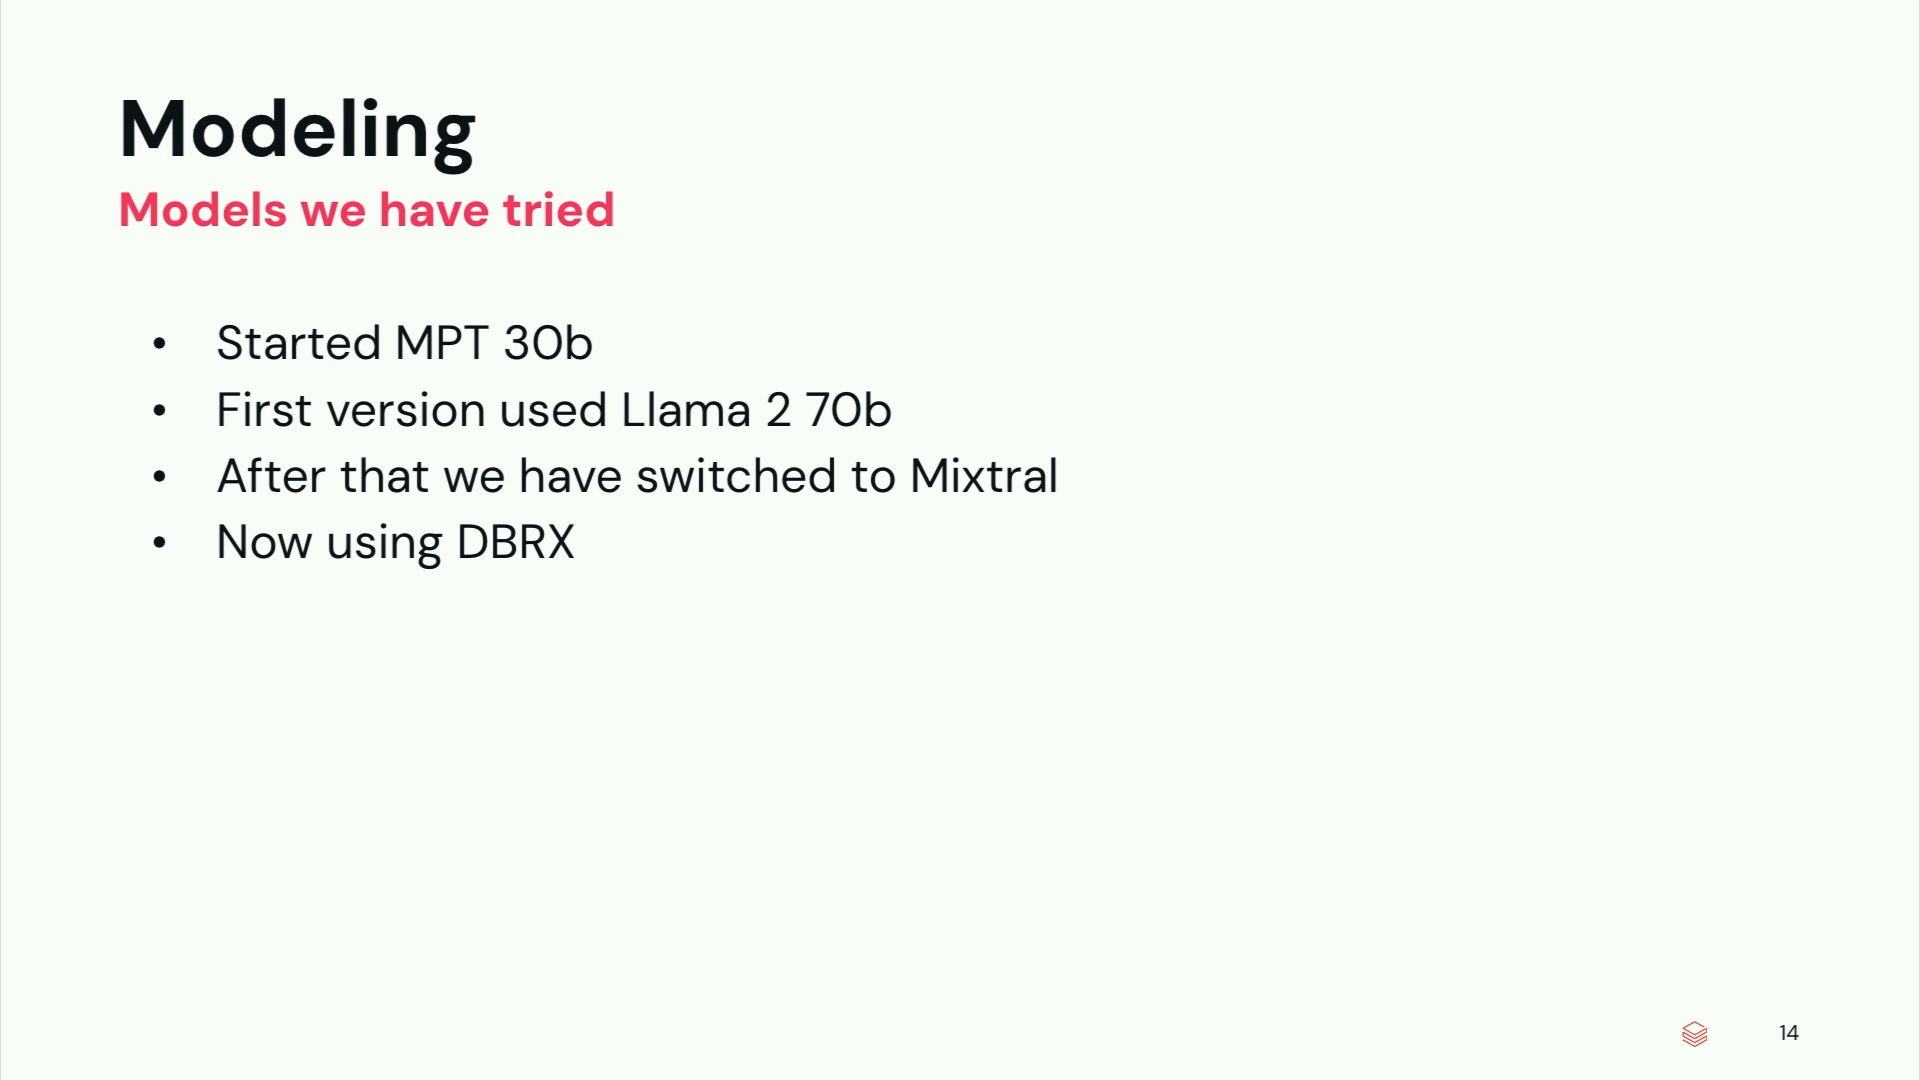 Modeling
Models we have tried
• Started MPT 30b
• First version used Llama 2 70b
• After that we have switched to Mixtral
• Now using DBRX
14